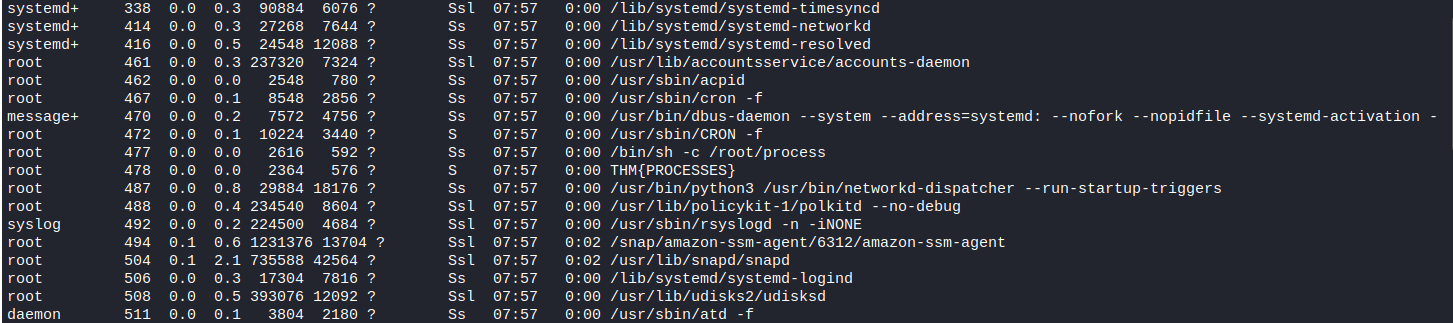 systemd+ 338 0.0 0.3 90884 6076 ? Ssl 07:57 0:00 /lib/systemd/systemd-timesyncd
systemd+ 414 0.0 0.3 27268 7644 ? Ss 07:57 0:00 /lib/systemd/systemd-networkd
systemd+ 416 0.0 0.5 24548 12088 ? Ss 07:57 0:00 /lib/systemd/systemd-resolved
root 461 0.0 0.3 237320 7324 ? Ssl 07:57 0:00 /usr/lib/accountsservice/accounts-daemon
root 462 0.0 0.0 2548 780 ? Ss 07:57 0:00 /usr/sbin/acpid
root 467 0.0 0.1 8548 2856 ? Ss 07:57 0:00 /usr/sbin/cron -f
message+ 470 0.0 0.2 7572 4756 ? Ss 07:57 0:00 /usr/bin/dbus-daemon --system --address=systemd: --nofork --nopidfile --systemd-activation -
root 472 0.0 0.1 10224 3440 ? S 07:57 0:00 /usr/sbin/CRON -f
root 477 0.0 0.0 2616 592 ? Ss 07:57 0:00 /bin/sh -c /root/process
root 478 0.0 0.0 2364 576 ? S 07:57 0:00 THM{PROCESSES}
root 487 0.0 0.8 29884 18176 ? Ss 07:57 0:00 /usr/bin/python3 /usr/bin/networkd-dispatcher --run-startup-triggers
root 488 0.0 0.4 234540 8604 ? Ssl 07:57 0:00 /usr/lib/policykit-1/polkitd --no-debug
syslog 492 0.0 0.2 224500 4684 ? Ssl 07:57 0:00 /usr/sbin/rsyslogd -n -iNONE
root 494 0.1 0.6 1231376 13704 ? Ssl 07:57 0:02 /snap/amazon-ssm-agent/6312/amazon-ssm-agent
root 504 0.1 2.1 735588 42564 ? Ssl 07:57 0:02 /usr/lib/snapd/snapd
root 506 0.0 0.3 17304 7816 ? Ss 07:57 0:00 /lib/systemd/systemd-logind
root 508 0.0 0.5 393076 12092 ? Ssl 07:57 0:00 /usr/lib/udisks2/udisksd
daemon 511 0.0 0.1 3804 2180 ? Ss 07:57 0:00 /usr/sbin/atd -f